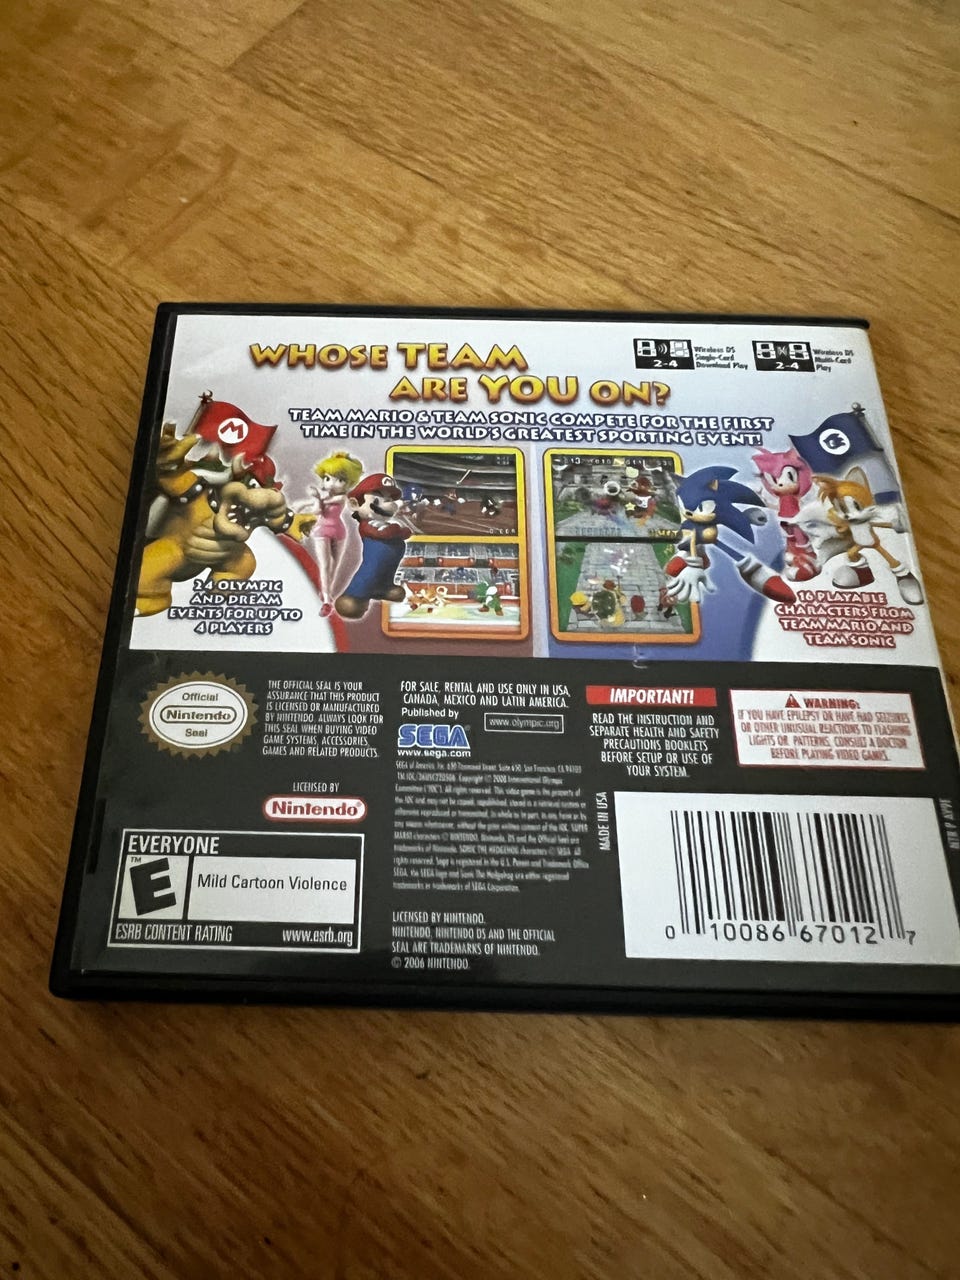 WHOSE TEAM
ARE YOU ON?
2-4
Wireless DS
Single-Card
Download Play
2-4
Wireless DS
Multi-Card
Play
TEAM MARIO & TEAM SONIC COMPETE FOR THE FIRST
TIME IN THE WORLD'S GREATEST SPORTING EVENT!
M
24 OLYMPIC
AND DREAM
EVENTS FOR UP TO
4 PLAYERS
16 PLAYABLE
CHARACTERS FROM
TEAM MARIO AND
TEAM SONIC
Official
Nintendo
Seal
THE OFFICIAL SEAL IS YOUR
ASSURANCE THAT THIS PRODUCT
IS LICENSED OR MANUFACTURED
BY NINTENDO. ALWAYS LOOK FOR
THIS SEAL WHEN BUYING VIDEO
GAME SYSTEMS, ACCESSORIES,
GAMES AND RELATED PRODUCTS.
LICENSED BY
Nintendo®
EVERYONE
E
TM
Mild Cartoon Violence
ESRB CONTENT RATING www.esrb.org
FOR SALE, RENTAL AND USE ONLY IN USA,
CANADA, MEXICO AND LATIN AMERICA.
Published by
SEGA
www.sega.com
www.olympic.org
LICENSED BY NINTENDO.
NINTENDO, NINTENDO DS AND THE OFFICIAL
SEAL ARE TRADEMARKS OF NINTENDO.
© 2006 NINTENDO.
IMPORTANT!
READ THE INSTRUCTION AND
SEPARATE HEALTH AND SAFETY
PRECAUTIONS BOOKLETS
BEFORE SETUP OR USE OF
YOUR SYSTEM.
WARNING:
IF YOU HAVE EPILEPSY OR HAVE HAD SEIZURES
OR OTHER UNUSUAL REACTIONS TO FLASHING
LIGHTS OR PATTERNS, CONSULT A DOCTOR
BEFORE PLAYING VIDEO GAMES.
MADE IN USA
0 10086 67012 7